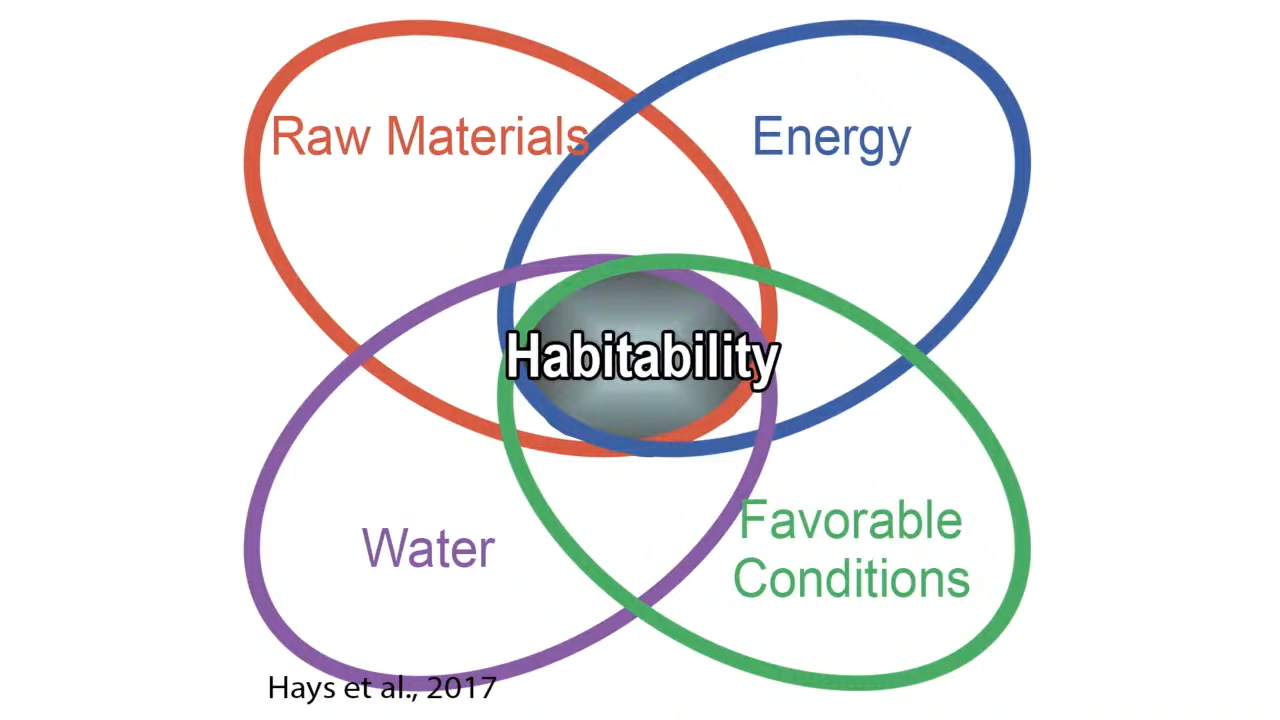 Raw Materials
Energy
Habitability
Water
Favorable
Conditions
Hays et al., 2017